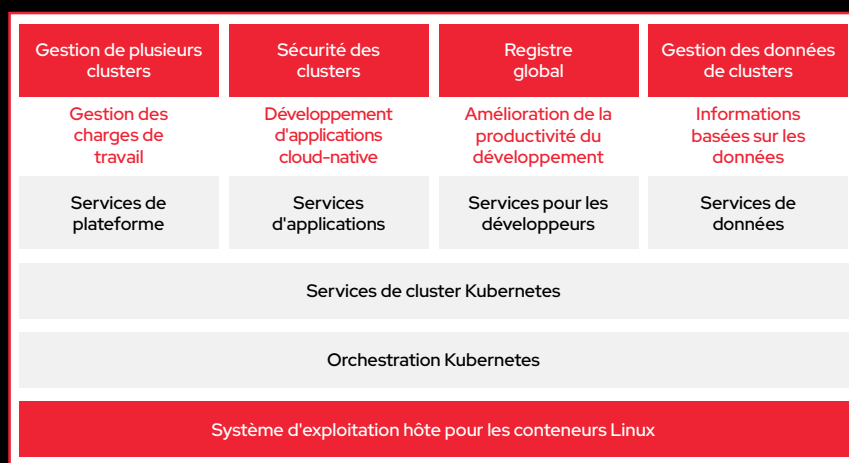 Gestion de plusieurs
clusters
Sécurité des
clusters
Registre
global
Gestion des données
de clusters
Gestion des
charges de
travail
Développement
d'applications
cloud-native
Amélioration de la
productivité du
développement
Informations
basées sur les
données
Services de
plateforme
Services
d'applications
Services pour les
développeurs
Services de
données
Services de cluster Kubernetes
Orchestration Kubernetes
Système d'exploitation hôte pour les conteneurs Linux